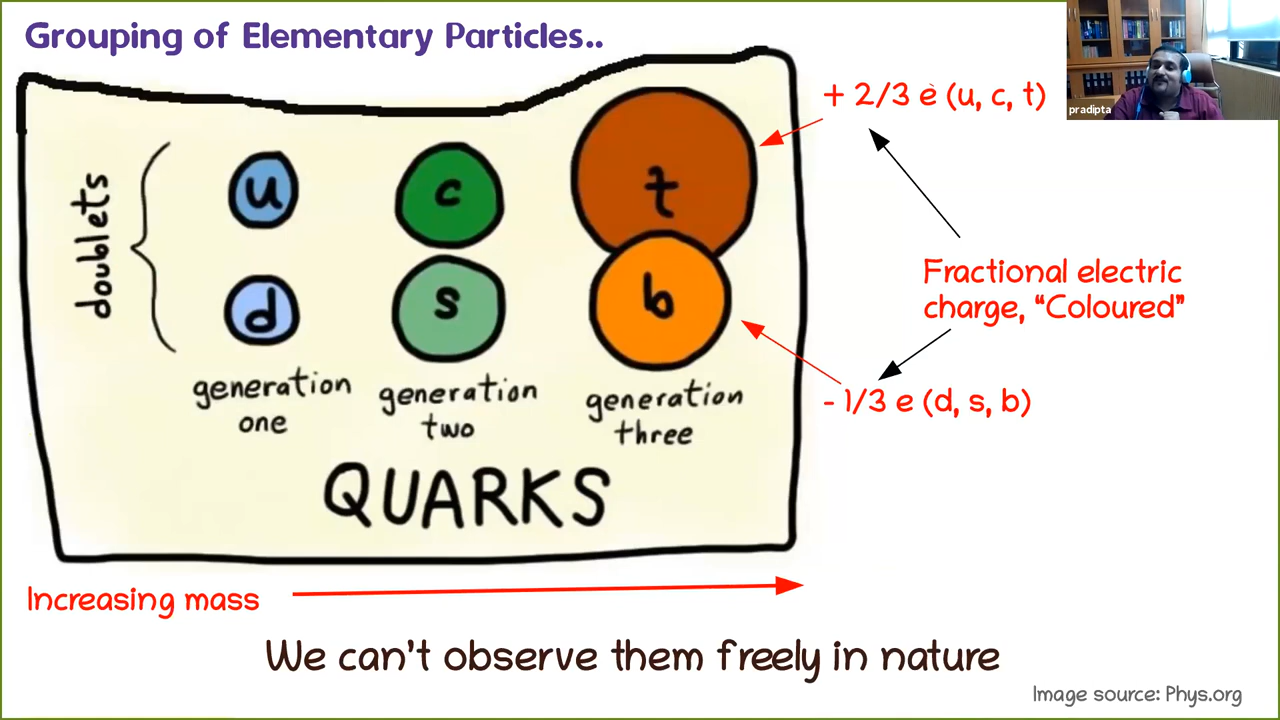 Grouping of Elementary Particles..
pradipta
+ 2/3 e (u, c, t)
doublets
u
c
t
d
s
b
Fractional electric
charge, “Coloured”
- 1/3 e (d, s, b)
generation
one
generation
two
generation
three
QUARKS
Increasing mass
We can't observe them freely in nature
Image source: Phys.org